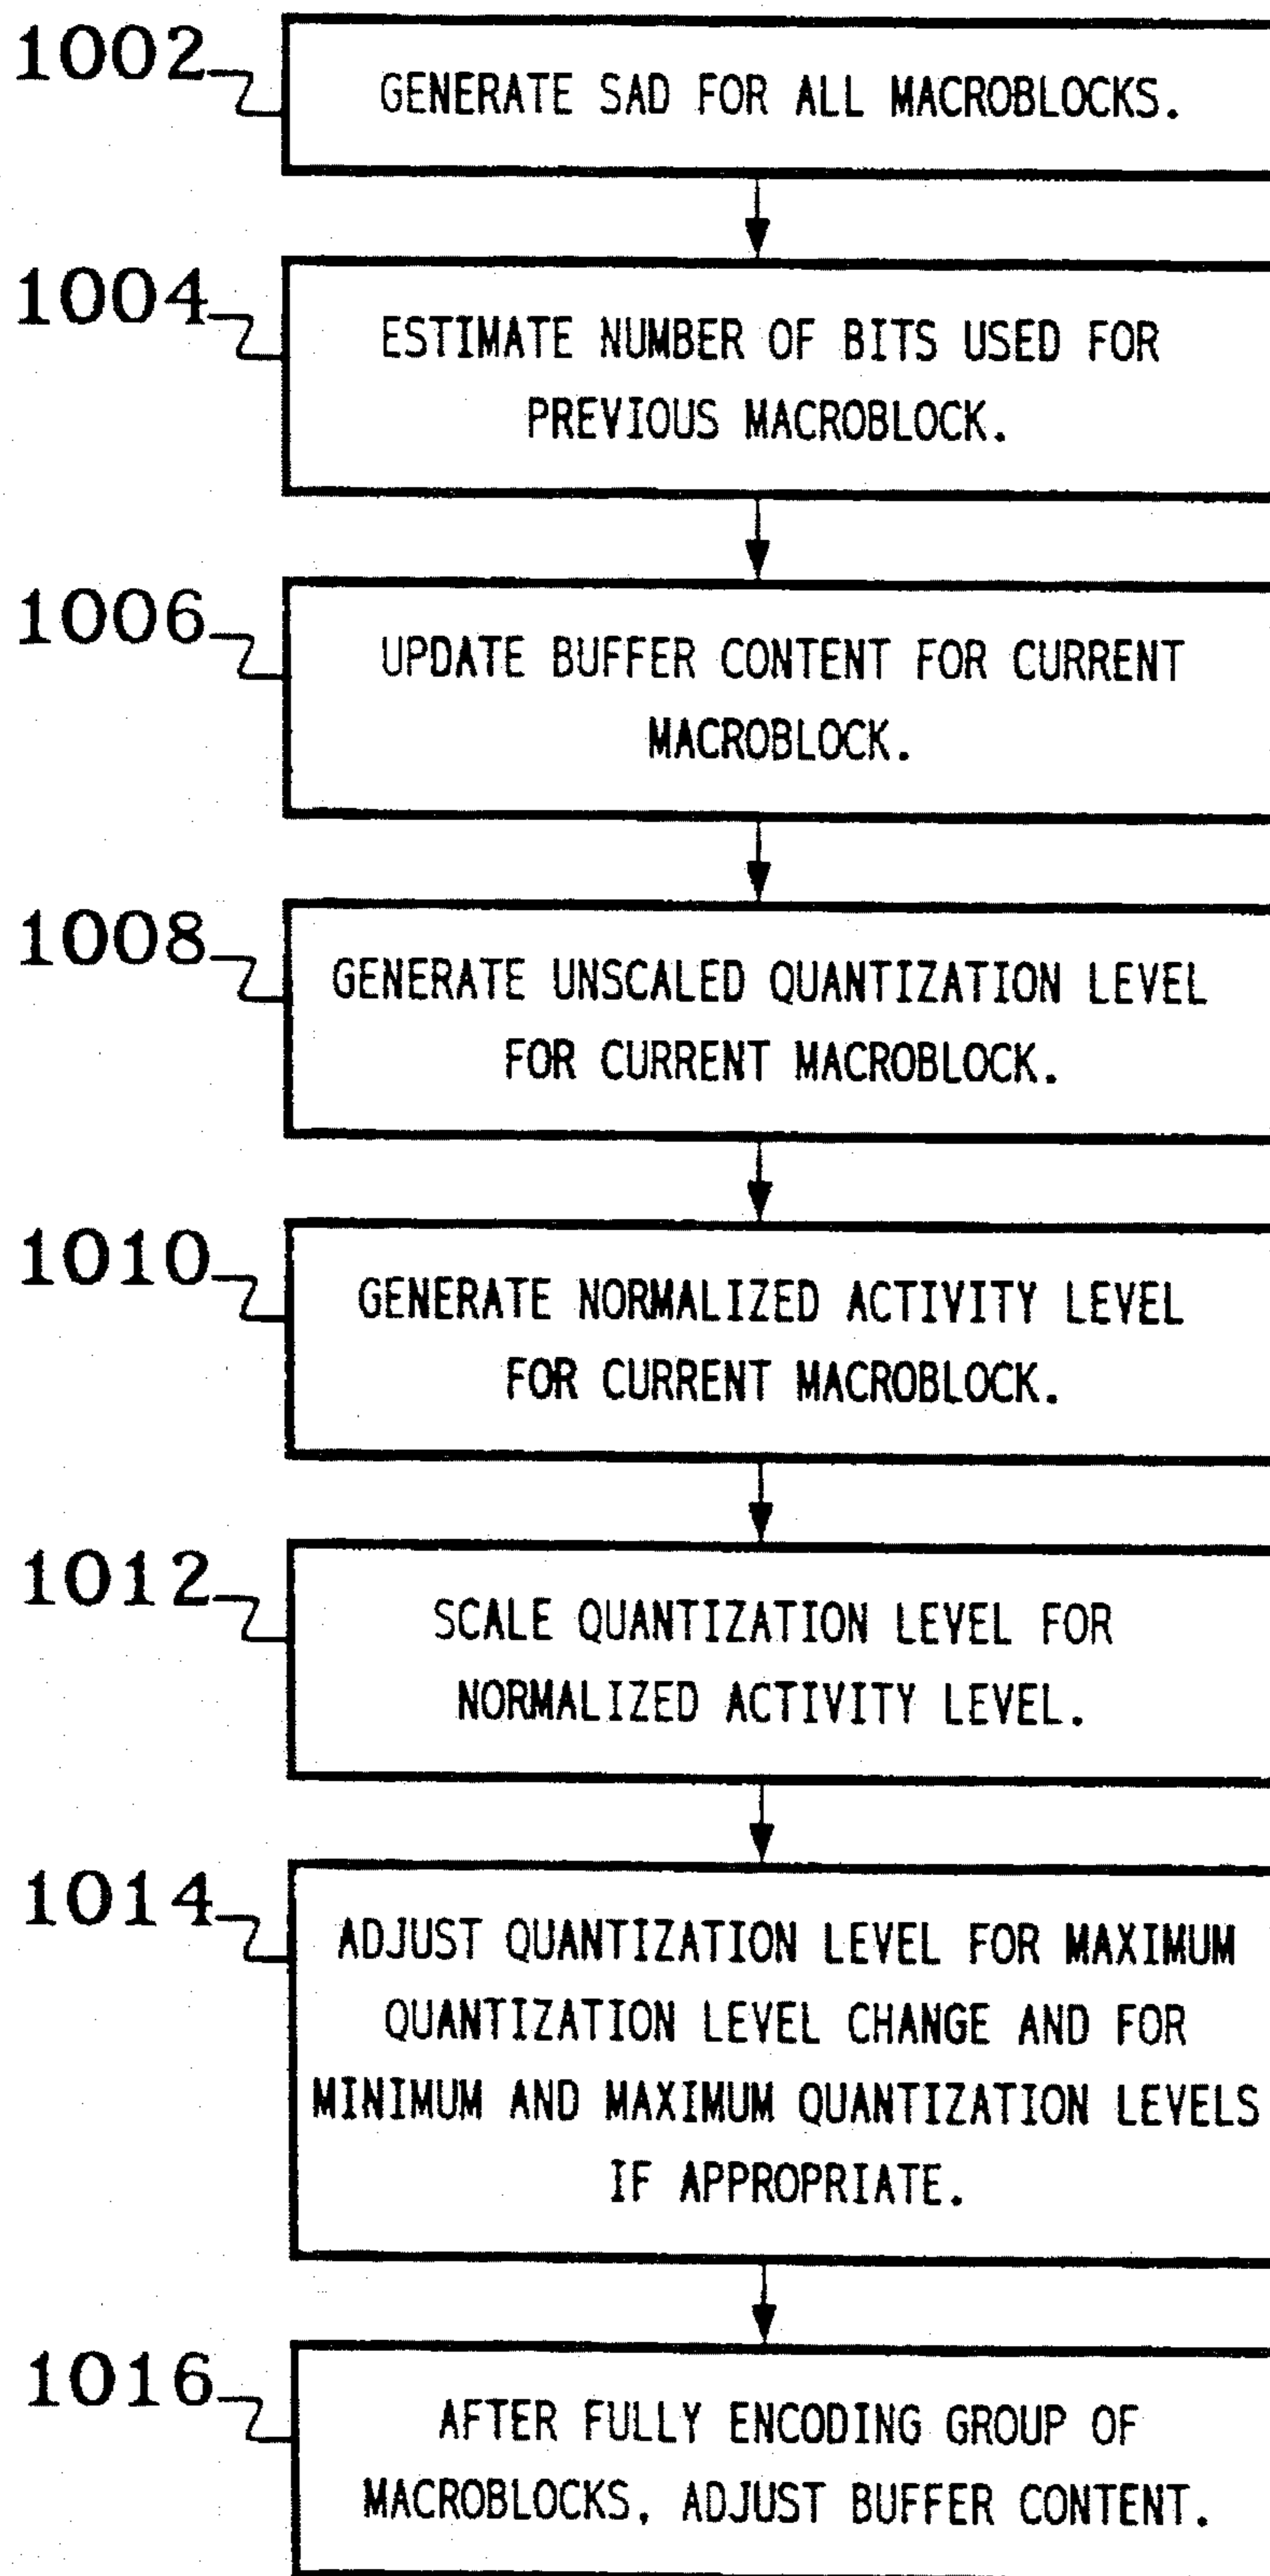 1002
GENERATE SAD FOR ALL MACROBLOCKS.
1004
ESTIMATE NUMBER OF BITS USED FOR
PREVIOUS MACROBLOCK.
1006
UPDATE BUFFER CONTENT FOR CURRENT
MACROBLOCK.
1008
GENERATE UNSCALED QUANTIZATION LEVEL
FOR CURRENT MACROBLOCK.
1010
GENERATE NORMALIZED ACTIVITY LEVEL
FOR CURRENT MACROBLOCK.
1012
SCALE QUANTIZATION LEVEL FOR
NORMALIZED ACTIVITY LEVEL.
1014
ADJUST QUANTIZATION LEVEL FOR MAXIMUM
QUANTIZATION LEVEL CHANGE AND FOR
MINIMUM AND MAXIMUM QUANTIZATION LEVELS
IF APPROPRIATE.
1016
AFTER FULLY ENCODING GROUP OF
MACROBLOCKS, ADJUST BUFFER CONTENT.